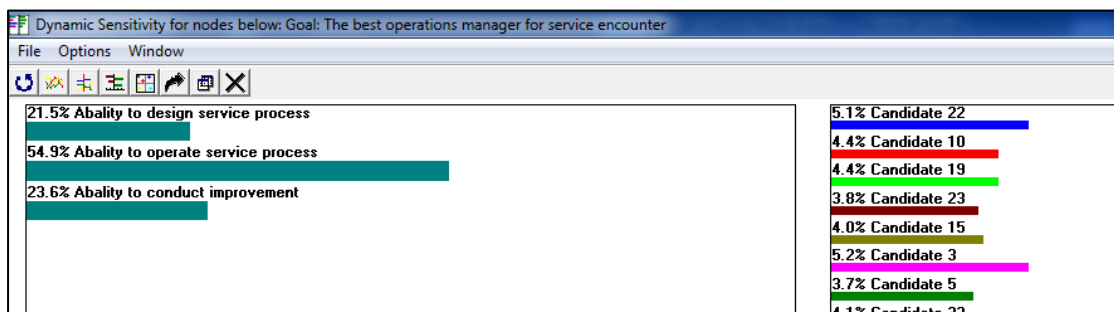 Dynamic Sensitivity for nodes below: Goal: The best operations manager for service encounter
File Options Window
21.5% Abality to design service process
54.9% Abality to operate service process
23.6% Abality to conduct improvement
5.1% Candidate 22
4.4% Candidate 10
4.4% Candidate 19
3.8% Candidate 23
4.0% Candidate 15
5.2% Candidate 3
3.7% Candidate 5